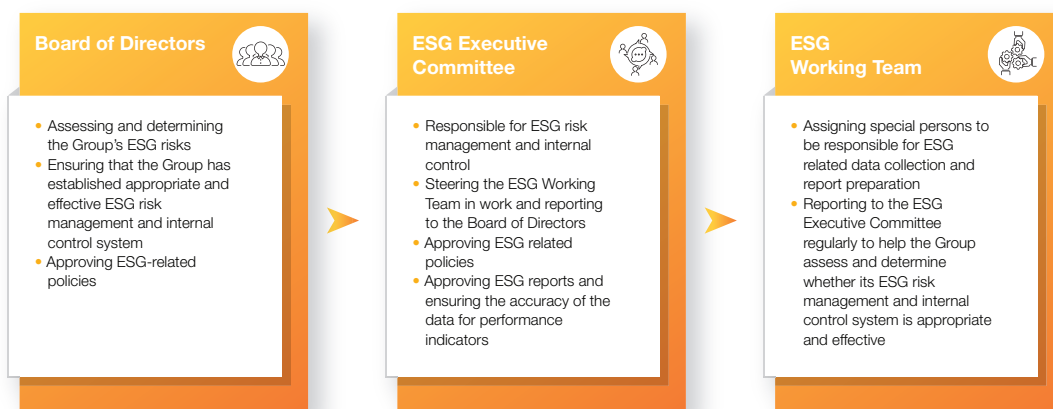 Board of Directors
• Assessing and determining
the Group's ESG risks
• Ensuring that the Group has
established appropriate and
effective ESG risk
management and internal
control system
• Approving ESG-related
policies
ESG Executive
Committee
• Responsible for ESG risk
management and internal
control
• Steering the ESG Working
Team in work and reporting
to the Board of Directors
• Approving ESG related
policies
• Approving ESG reports and
ensuring the accuracy of the
data for performance
indicators
ESG
Working Team
• Assigning special persons to
be responsible for ESG
related data collection and
report preparation
• Reporting to the ESG
Executive Committee
regularly to help the Group
assess and determine
whether its ESG risk
management and internal
control system is appropriate
and effective